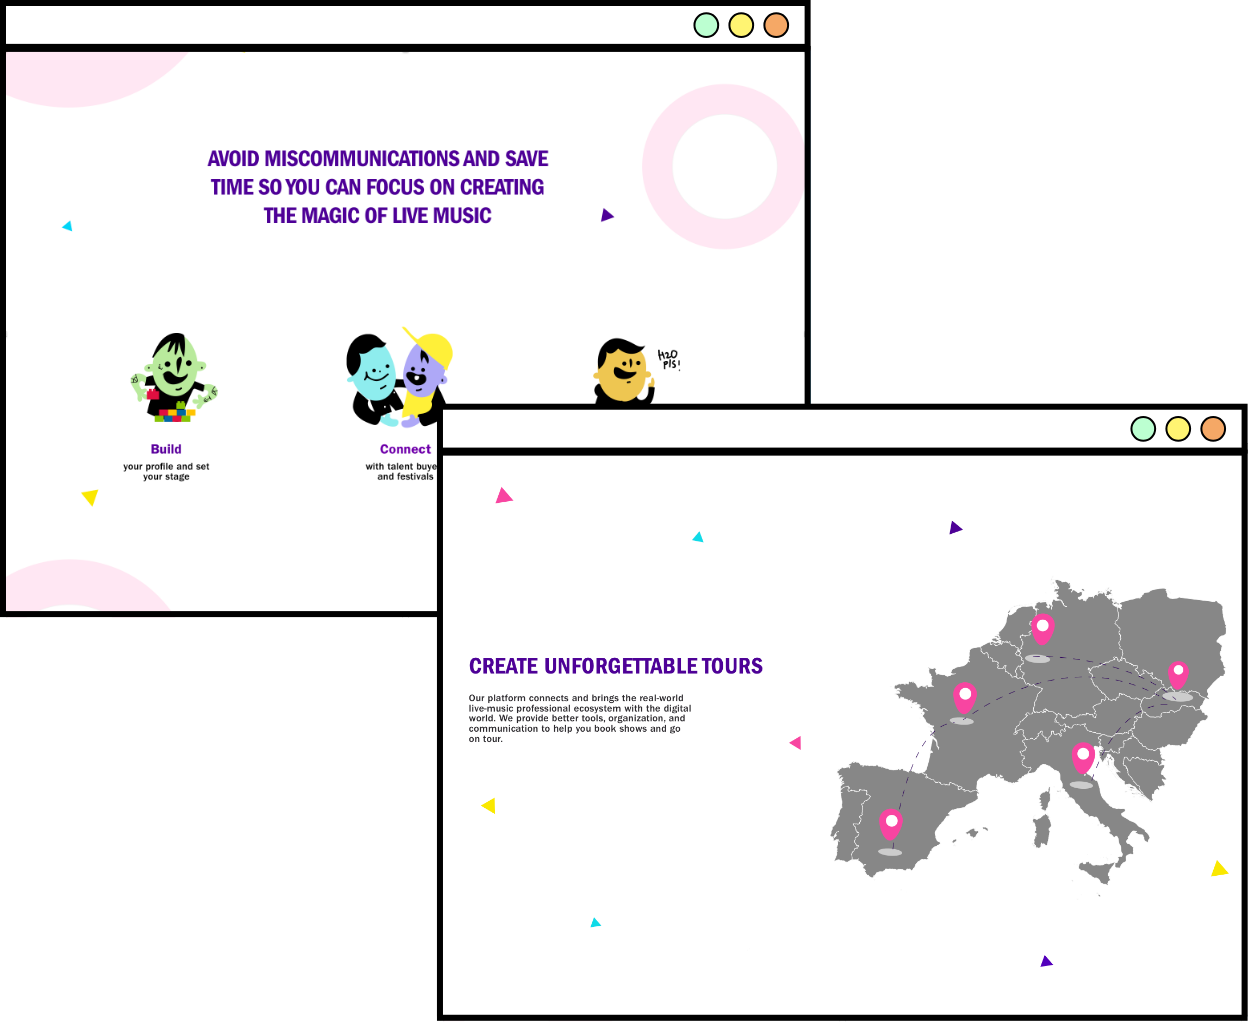 AVOID MISCOMMUNICATIONS AND SAVE
TIME SO YOU CAN FOCUS ON CREATING
THE MAGIC OF LIVE MUSIC
H2O
pls!
Build
your profile and set
your stage
Connect
with talent buye
and festivals
CREATE UNFORGETTABLE TOURS
Our platform connects and brings the real-world
live-music professional ecosystem with the digital
world. We provide better tools, organization, and
communication to help you book shows and go
on tour.